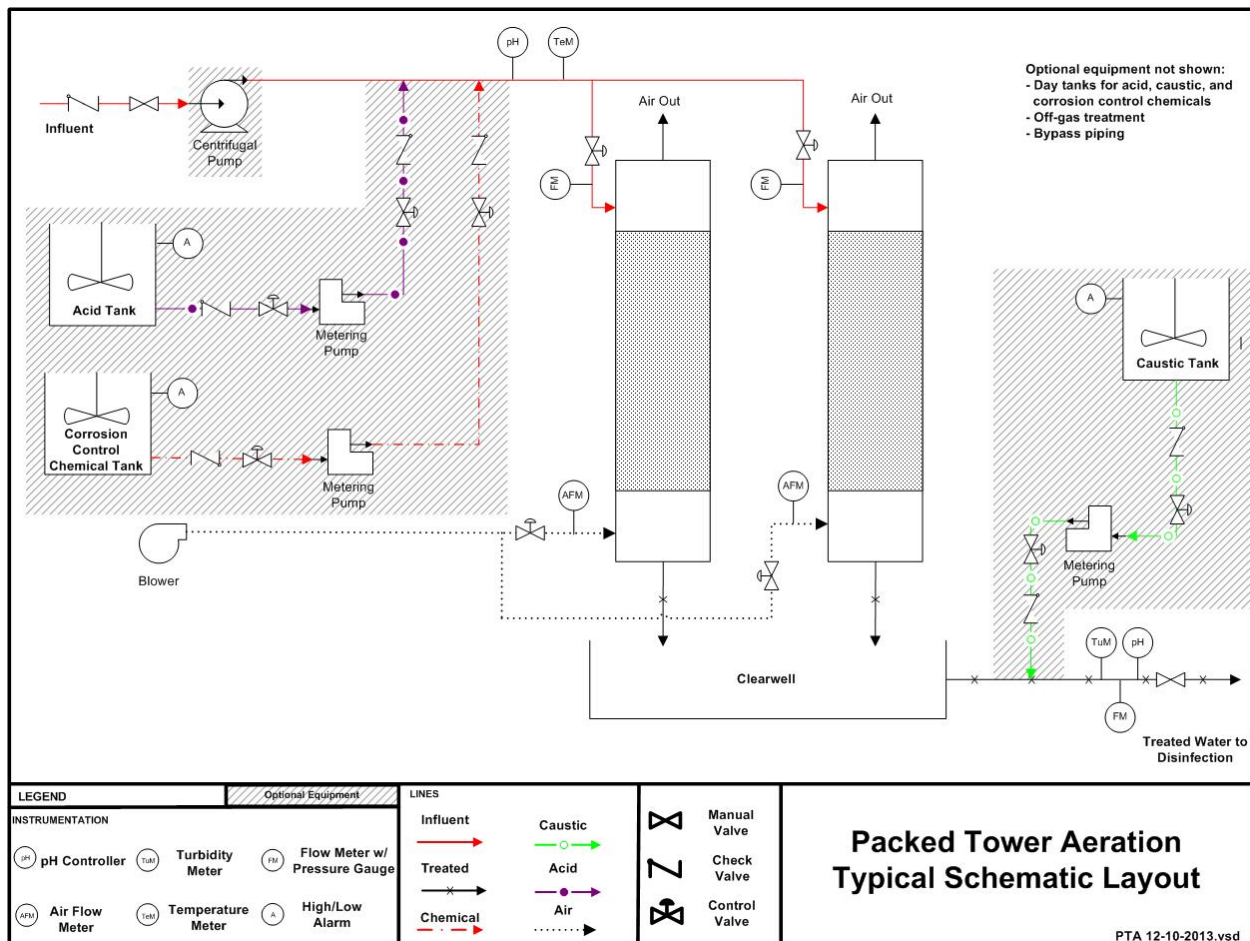 pH
TeM
Optional equipment not shown:
- Day tanks for acid, caustic, and
corrosion control chemicals
- Off-gas treatment
- Bypass piping
Air Out
Air Out
Influent
Centrifugal
Pump
FM
FM
A
Acid Tank
Metering
Pump
A
Caustic Tank
A
Corrosion
Control
Chemical Tank
Metering
Pump
AFM
AFM
Blower
Metering
Pump
Clearwell
TuM
pH
FM
Treated Water to
Disinfection
LEGEND
Optional Equipment
INSTRUMENTATION
pH
pH Controller
TuM
Turbidity
Meter
FM
Flow Meter w/
Pressure Gauge
AFM
Air Flow
Meter
TeM
Temperature
Meter
A
High/Low
Alarm
LINES
Influent
Caustic
Treated
Acid
Chemical
Air
Manual
Valve
Check
Valve
Control
Valve
Packed Tower Aeration
Typical Schematic Layout
PTA 12-10-2013.vsd